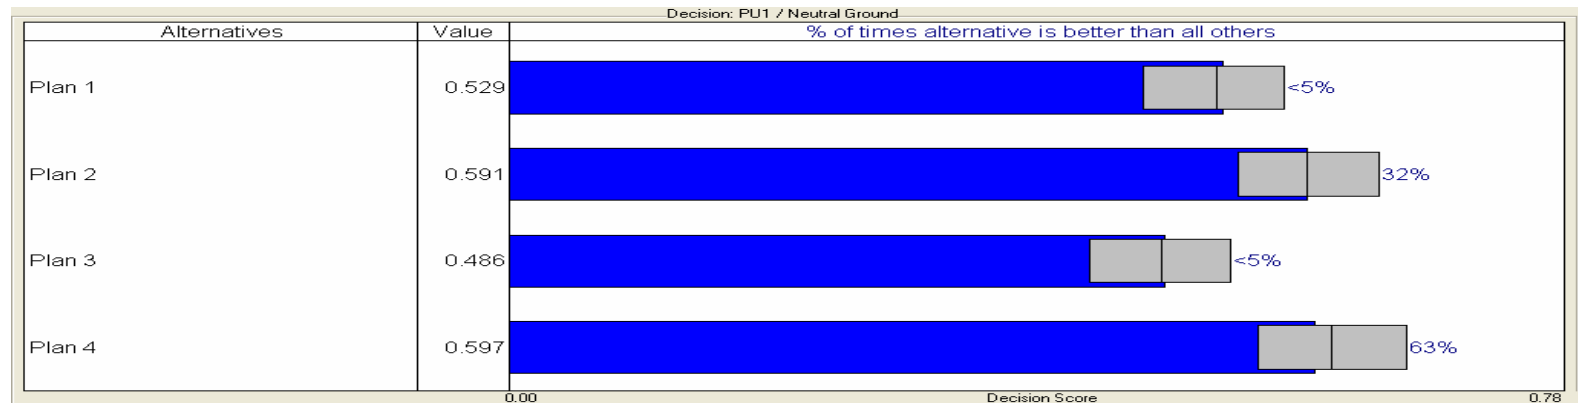 Decision: PU1 / Neutral Ground
Alternatives Value % of times alternative is better than all others
Plan 1 0.529 <5%
Plan 2 0.591 32%
Plan 3 0.486 <5%
Plan 4 0.597 63%
0.00 Decision Score 0.78